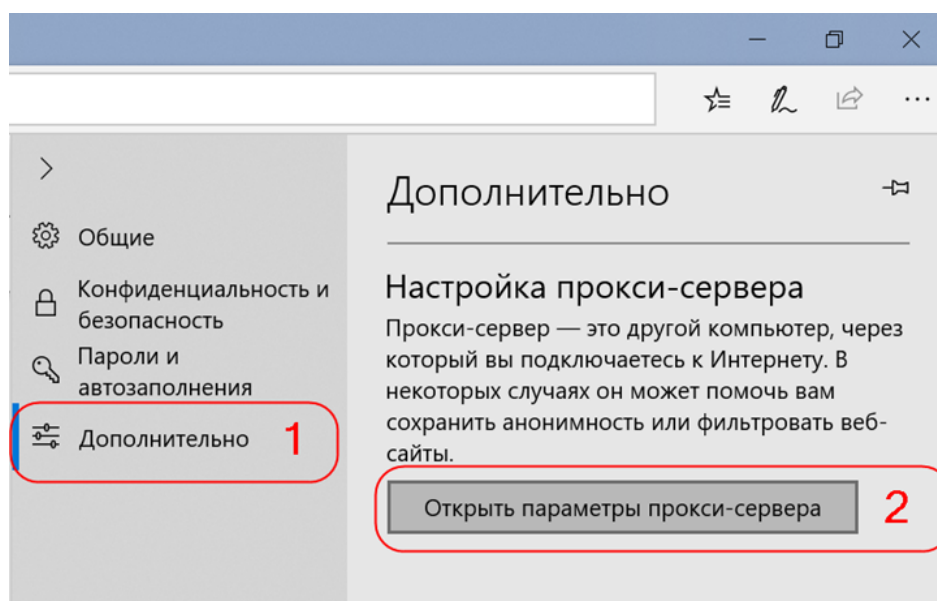 Общие
Конфиденциальность и
безопасность
Пароли и
автозаполнения
Дополнительно 1
Дополнительно
Настройка прокси-сервера
Прокси-сервер — это другой компьютер, через
который вы подключаетесь к Интернету. В
некоторых случаях он может помочь вам
сохранить анонимность или фильтровать веб-
сайты.
Открыть параметры прокси-сервера 2